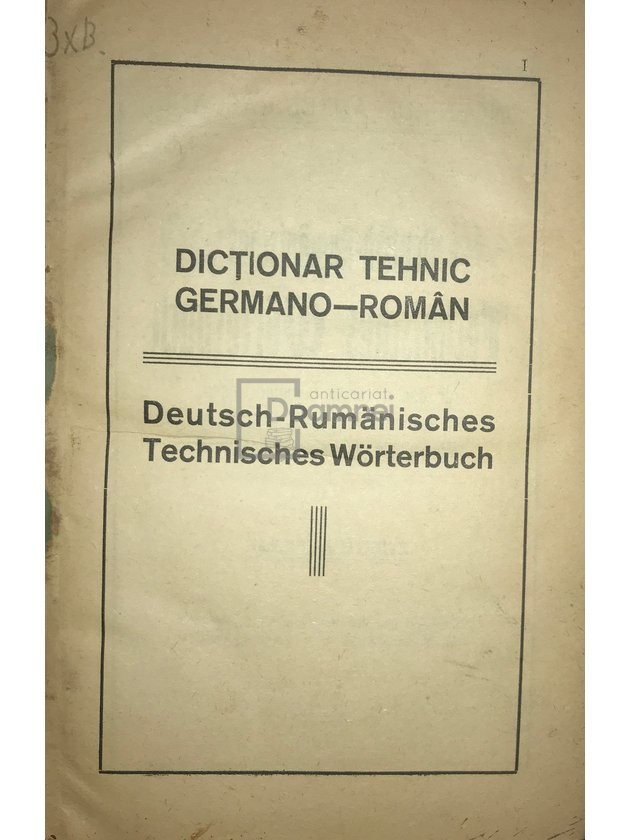 3xB.
I
DICȚIONAR TEHNIC
GERMANO—ROMÂN
anticariat
Deutsch-Rumänisches
Technisches Wörterbuch